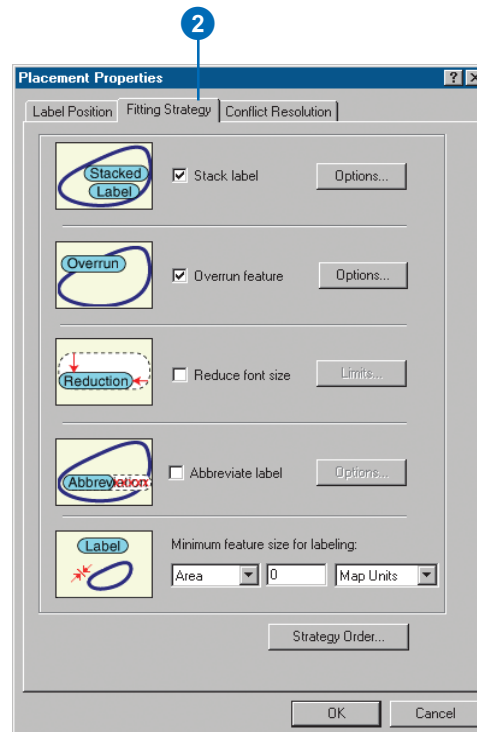 2
Placement Properties
Label Position Fitting Strategy Conflict Resolution
Stacked
Label
Stack label Options...
Overrun
Overrun feature Options...
Reduction
Reduce font size Limits...
Abbreviation
Abbreviate label Options...
Label
Minimum feature size for labeling:
Area 0 Map Units
Strategy Order...
OK Cancel